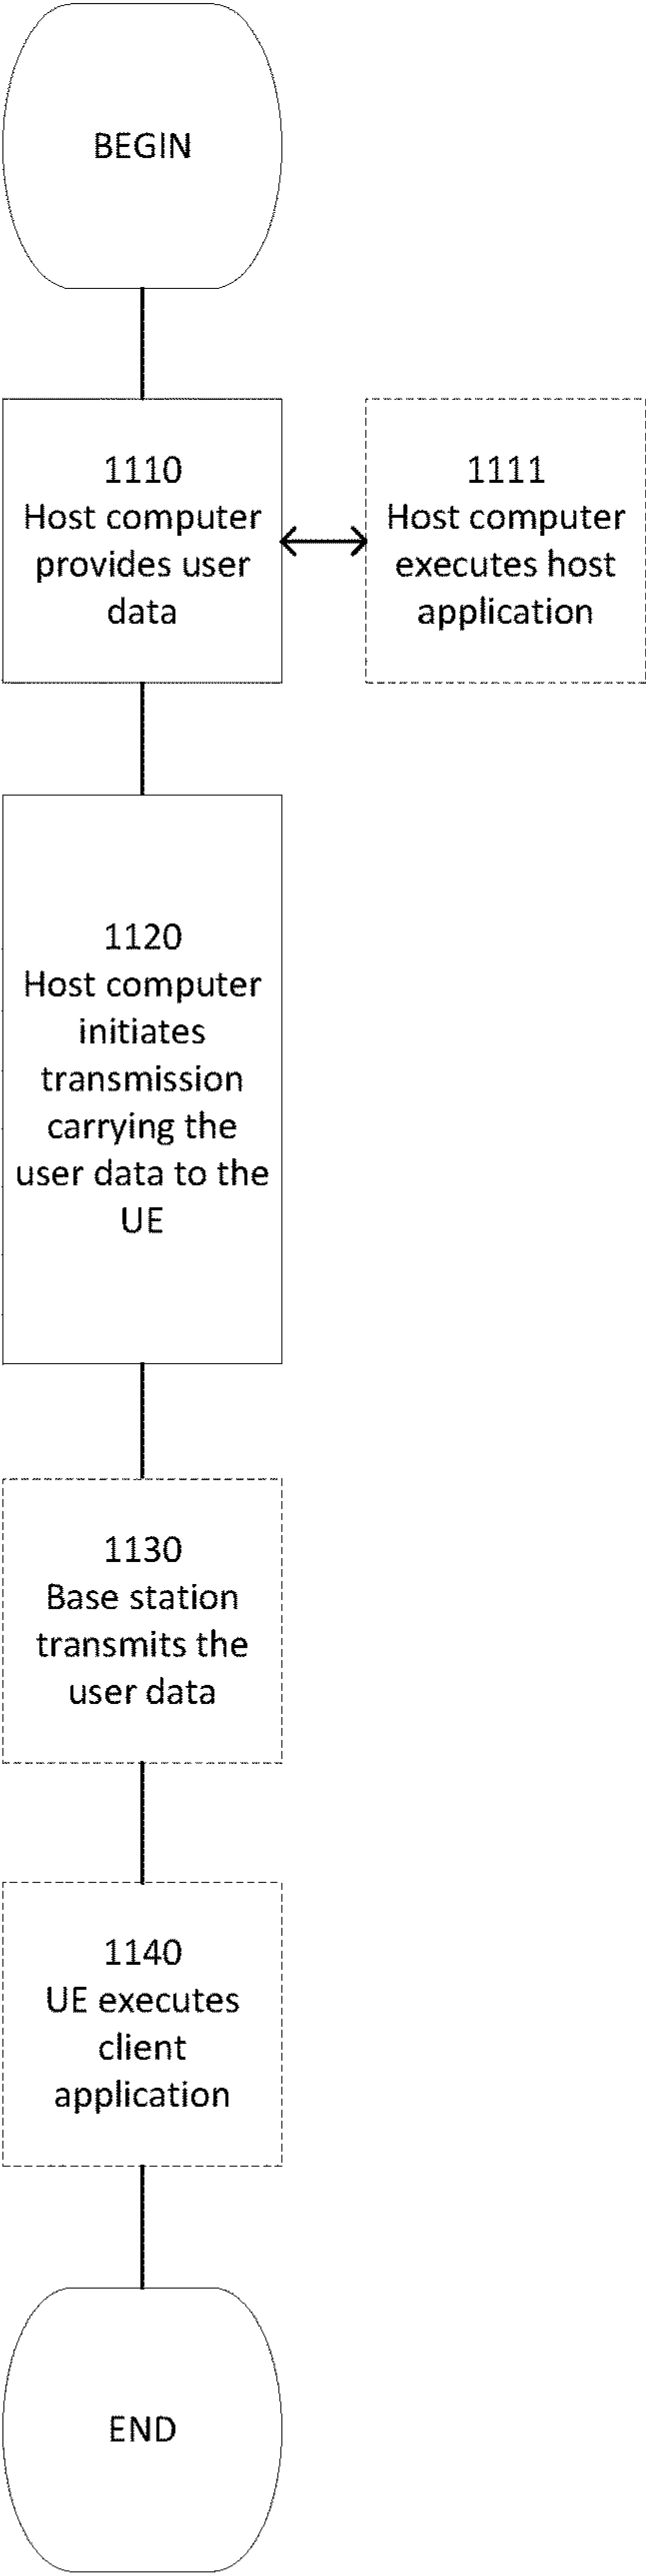 BEGIN
1110
Host computer
provides user
data
1111
Host computer
executes host
application
1120
Host computer
initiates
transmission
carrying the
user data to the
UE
1130
Base station
transmits the
user data
1140
UE executes
client
application
END